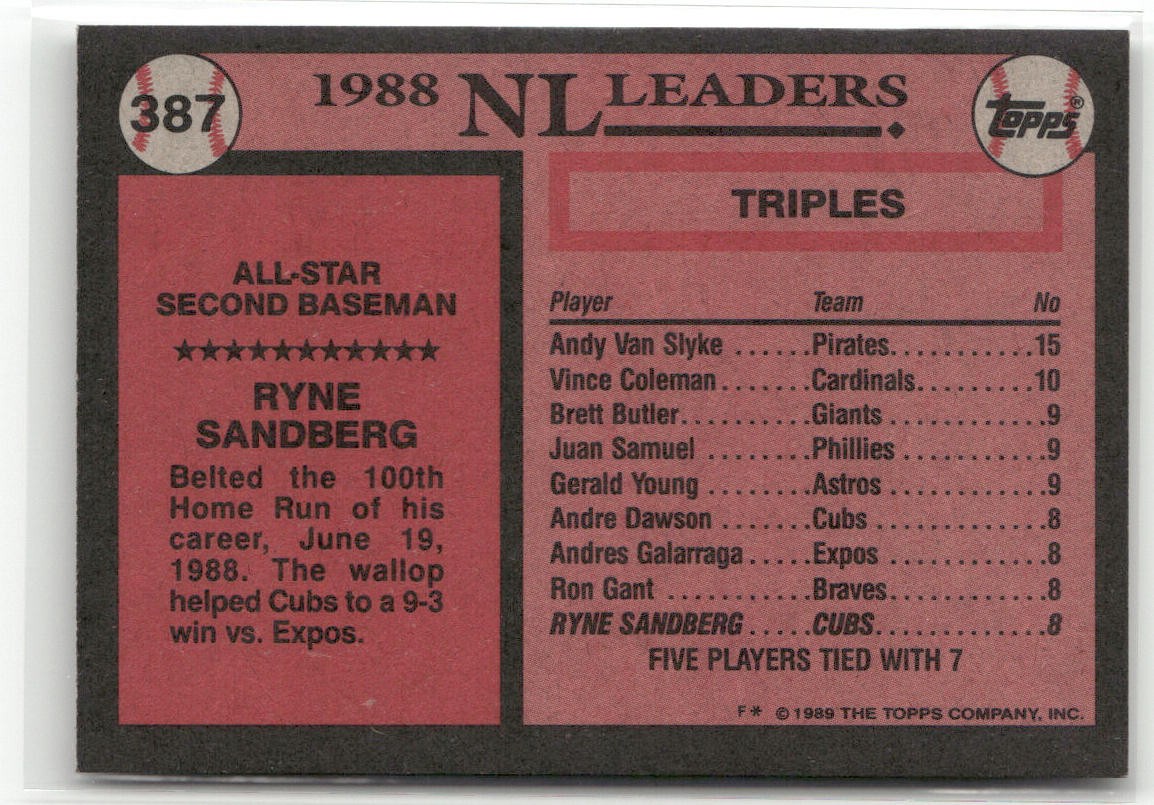 387
1988 NL LEADERS
Topps®
ALL-STAR
SECOND BASEMAN
★★★★★★★★★★★
RYNE
SANDBERG
Belted the 100th
Home Run of his
career, June 19,
1988. The wallop
helped Cubs to a 9-3
win vs. Expos.
TRIPLES
Player Team No
Andy Van Slyke ......Pirates............15
Vince Coleman.......Cardinals.........10
Brett Butler..........Giants ............9
Juan Samuel ........Phillies ...........9
Gerald Young ........Astros ............9
Andre Dawson .......Cubs .............8
Andres Galarraga.....Expos ............8
Ron Gant ............Braves............8
RYNE SANDBERG .....CUBS.............8
FIVE PLAYERS TIED WITH 7
F* © 1989 THE TOPPS COMPANY, INC.